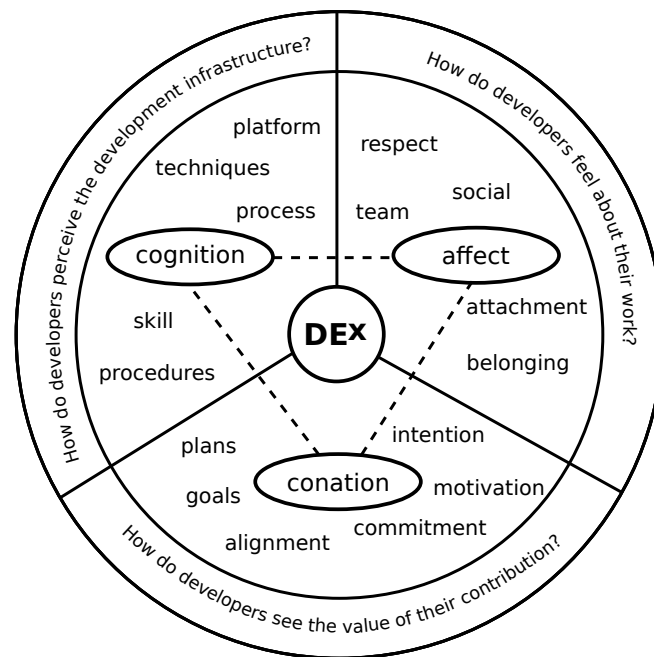 How do developers perceive the development infrastructure?
How do developers feel about their work?
platform
respect
techniques
social
process
team
cognition
affect
attachment
skill
DEx
belonging
procedures
intention
plans
conation
motivation
goals
commitment
alignment
How do developers see the value of their contribution?